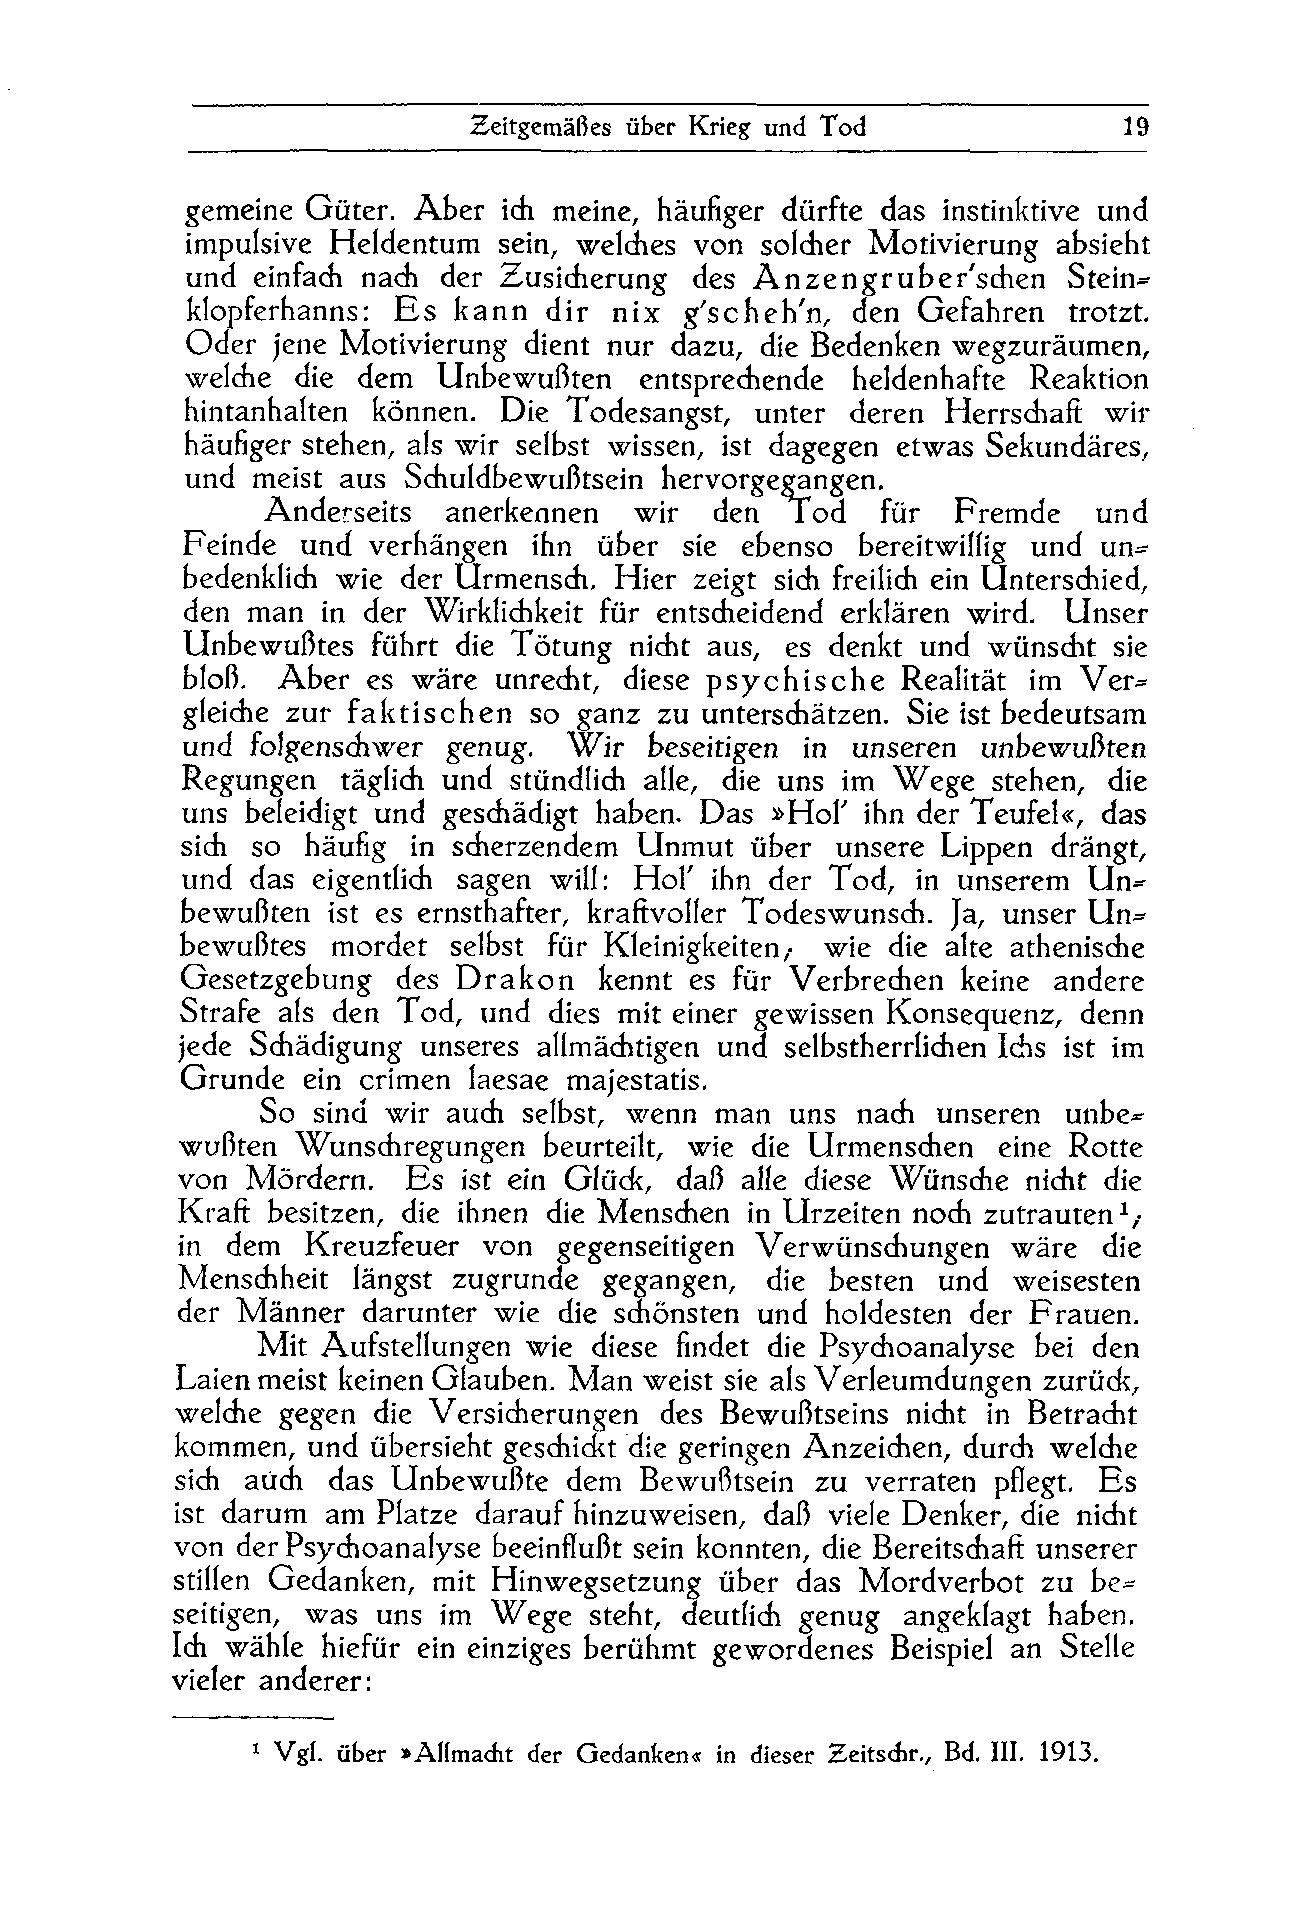 Zeitgemäßes über Krieg und Tod 19
gemeine Güter. Aber ich meine, häufiger dürfte das instinktive und
impulsive Heldentum sein, welches von solcher Motivierung absieht
und einfach nach der Zusicherung des Anzengruber'schen Stein-
klopferhanns: Es kann dir nix g'scheh'n, den Gefahren trotzt.
Oder jene Motivierung dient nur dazu, die Bedenken wegzuräumen,
welche die dem Unbewußten entsprechende heldenhafte Reaktion
hintanhalten können. Die Todesangst, unter deren Herrschaft wir
häufiger stehen, als wir selbst wissen, ist dagegen etwas Sekundäres,
und meist aus Schuldbewußtsein hervorgegangen.
Anderseits anerkennen wir den Tod für Fremde und
Feinde und verhängen ihn über sie ebenso bereitwillig und un-
bedenklich wie der Urmensch. Hier zeigt sich freilich ein Unterschied,
den man in der Wirklichkeit für entscheidend erklären wird. Unser
Unbewußtes führt die Tötung nicht aus, es denkt und wünscht sie
bloß. Aber es wäre unrecht, diese psychische Realität im Ver-
gleiche zur faktischen so ganz zu unterschätzen. Sie ist bedeutsam
und folgenschwer genug. Wir beseitigen in unseren unbewußten
Regungen täglich und stündlich alle, die uns im Wege stehen, die
uns beleidigt und geschädigt haben. Das »Hol' ihn der Teufel«, das
sich so häufig in scherzendem Unmut über unsere Lippen drängt,
und das eigentlich sagen will: Hol' ihn der Tod, in unserem Un-
bewußten ist es ernsthafter, kraftvoller Todeswunsch. Ja, unser Un-
bewußtes mordet selbst für Kleinigkeiten; wie die alte athenische
Gesetzgebung des Drakon kennt es für Verbrechen keine andere
Strafe als den Tod, und dies mit einer gewissen Konsequenz, denn
jede Schädigung unseres allmächtigen und selbstherrlichen Ichs ist im
Grunde ein crimen laesae majestatis.
So sind wir auch selbst, wenn man uns nach unseren unbe-
wußten Wunschregungen beurteilt, wie die Urmenschen eine Rotte
von Mördern. Es ist ein Glück, daß alle diese Wünsche nicht die
Kraft besitzen, die ihnen die Menschen in Urzeiten noch zutrauten¹;
in dem Kreuzfeuer von gegenseitigen Verwünschungen wäre die
Menschheit längst zugrunde gegangen, die besten und weisesten
der Männer darunter wie die schönsten und holdesten der Frauen.
Mit Aufstellungen wie diese findet die Psychoanalyse bei den
Laien meist keinen Glauben. Man weist sie als Verleumdungen zurück,
welche gegen die Versicherungen des Bewußtseins nicht in Betracht
kommen, und übersieht geschickt die geringen Anzeichen, durch welche
sich auch das Unbewußte dem Bewußtsein zu verraten pflegt. Es
ist darum am Platze darauf hinzuweisen, daß viele Denker, die nicht
von der Psychoanalyse beeinflußt sein konnten, die Bereitschaft unserer
stillen Gedanken, mit Hinwegsetzung über das Mordverbot zu be-
seitigen, was uns im Wege steht, deutlich genug angeklagt haben.
Ich wähle hiefür ein einziges berühmt gewordenes Beispiel an Stelle
vieler anderer:
¹ Vgl. über »Allmacht der Gedanken« in dieser Zeitschr., Bd. III. 1913.